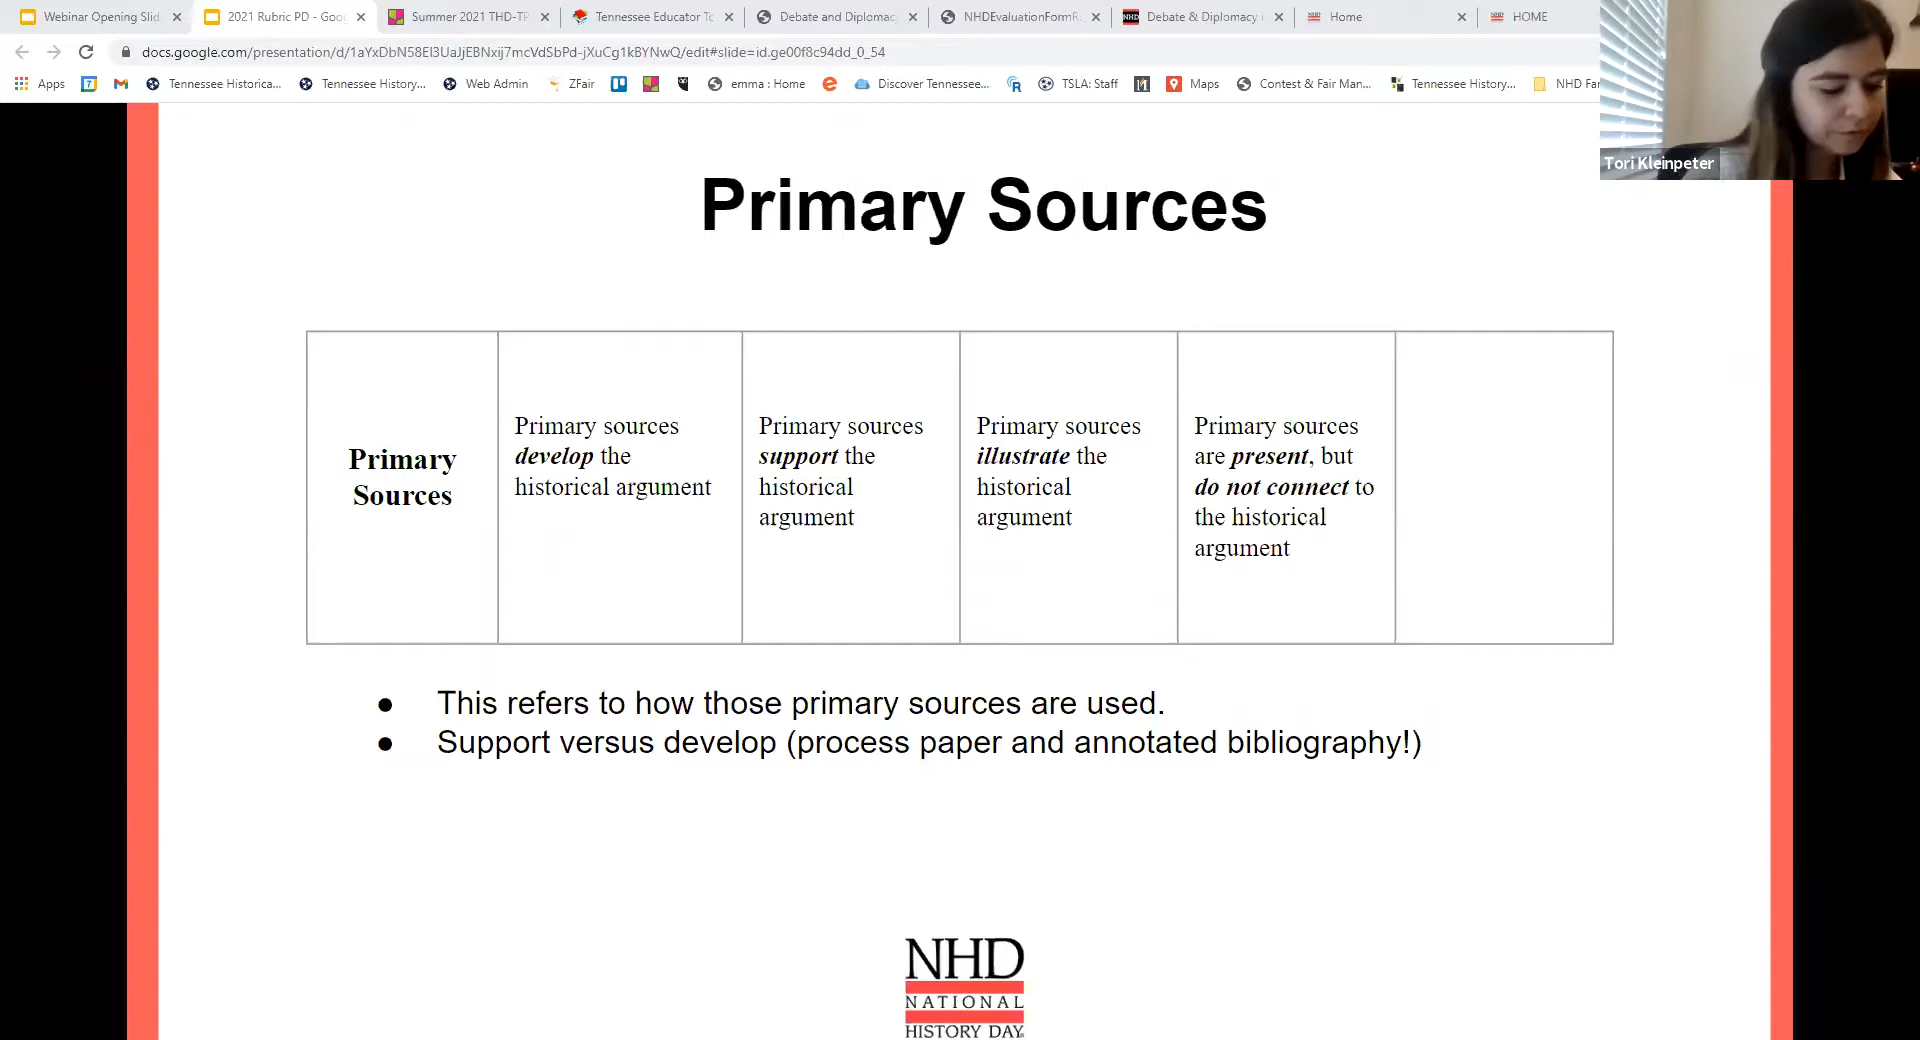 Webinar Opening Slid
2021 Rubric PD - Goo
Summer 2021 THD-TP
Tennessee Educator To
Debate and Diplomac
NHDEvaluationFormR
Debate & Diplomacy
Home
HOME
docs.google.com/presentation/d/1aYxDbN58El3UaJjEBNxij7mcVdSbPd-jXuCg1kBYNwQ/edit#slide=id.ge00f8c94dd_0_54
Apps
Tennessee Historica...
Tennessee History...
Web Admin
ZFair
emma : Home
Discover Tennessee...
TSLA: Staff
Maps
Contest & Fair Man...
Tennessee History...
NHD Fa
Tori Kleinpeter
Primary Sources
Primary
Sources
Primary sources
develop the
historical argument
Primary sources
support the
historical
argument
Primary sources
illustrate the
historical
argument
Primary sources
are present, but
do not connect to
the historical
argument
● This refers to how those primary sources are used.
● Support versus develop (process paper and annotated bibliography!)
NHD
NATIONAL
HISTORY DAY